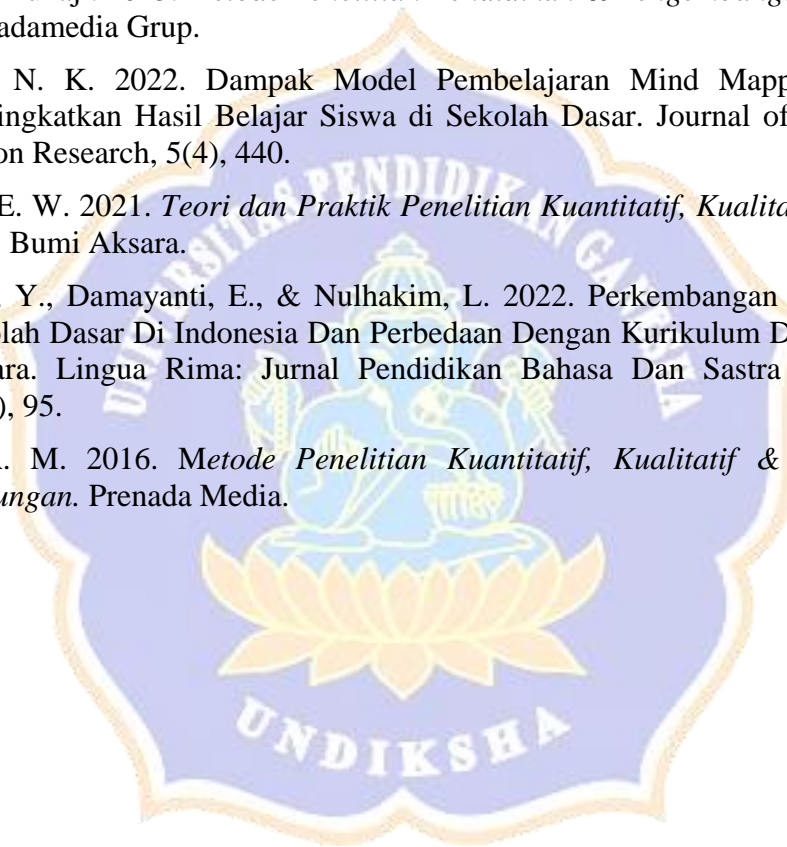 adamedia Grup.
N. K. 2022. Dampak Model Pembelajaran Mind Mapp
ingkatkan Hasil Belajar Siswa di Sekolah Dasar. Journal of
on Research, 5(4), 440.
E. W. 2021. Teori dan Praktik Penelitian Kuantitatif, Kualita
Bumi Aksara.
Y., Damayanti, E., & Nulhakim, L. 2022. Perkembangan
lah Dasar Di Indonesia Dan Perbedaan Dengan Kurikulum D
ara. Lingua Rima: Jurnal Pendidikan Bahasa Dan Sastra
), 95.
M. 2016. Metode Penelitian Kuantitatif, Kualitatif &
ungan. Prenada Media.
UNIVERSITAS PENDIDIKAN GANESHA
UNDIKSHA